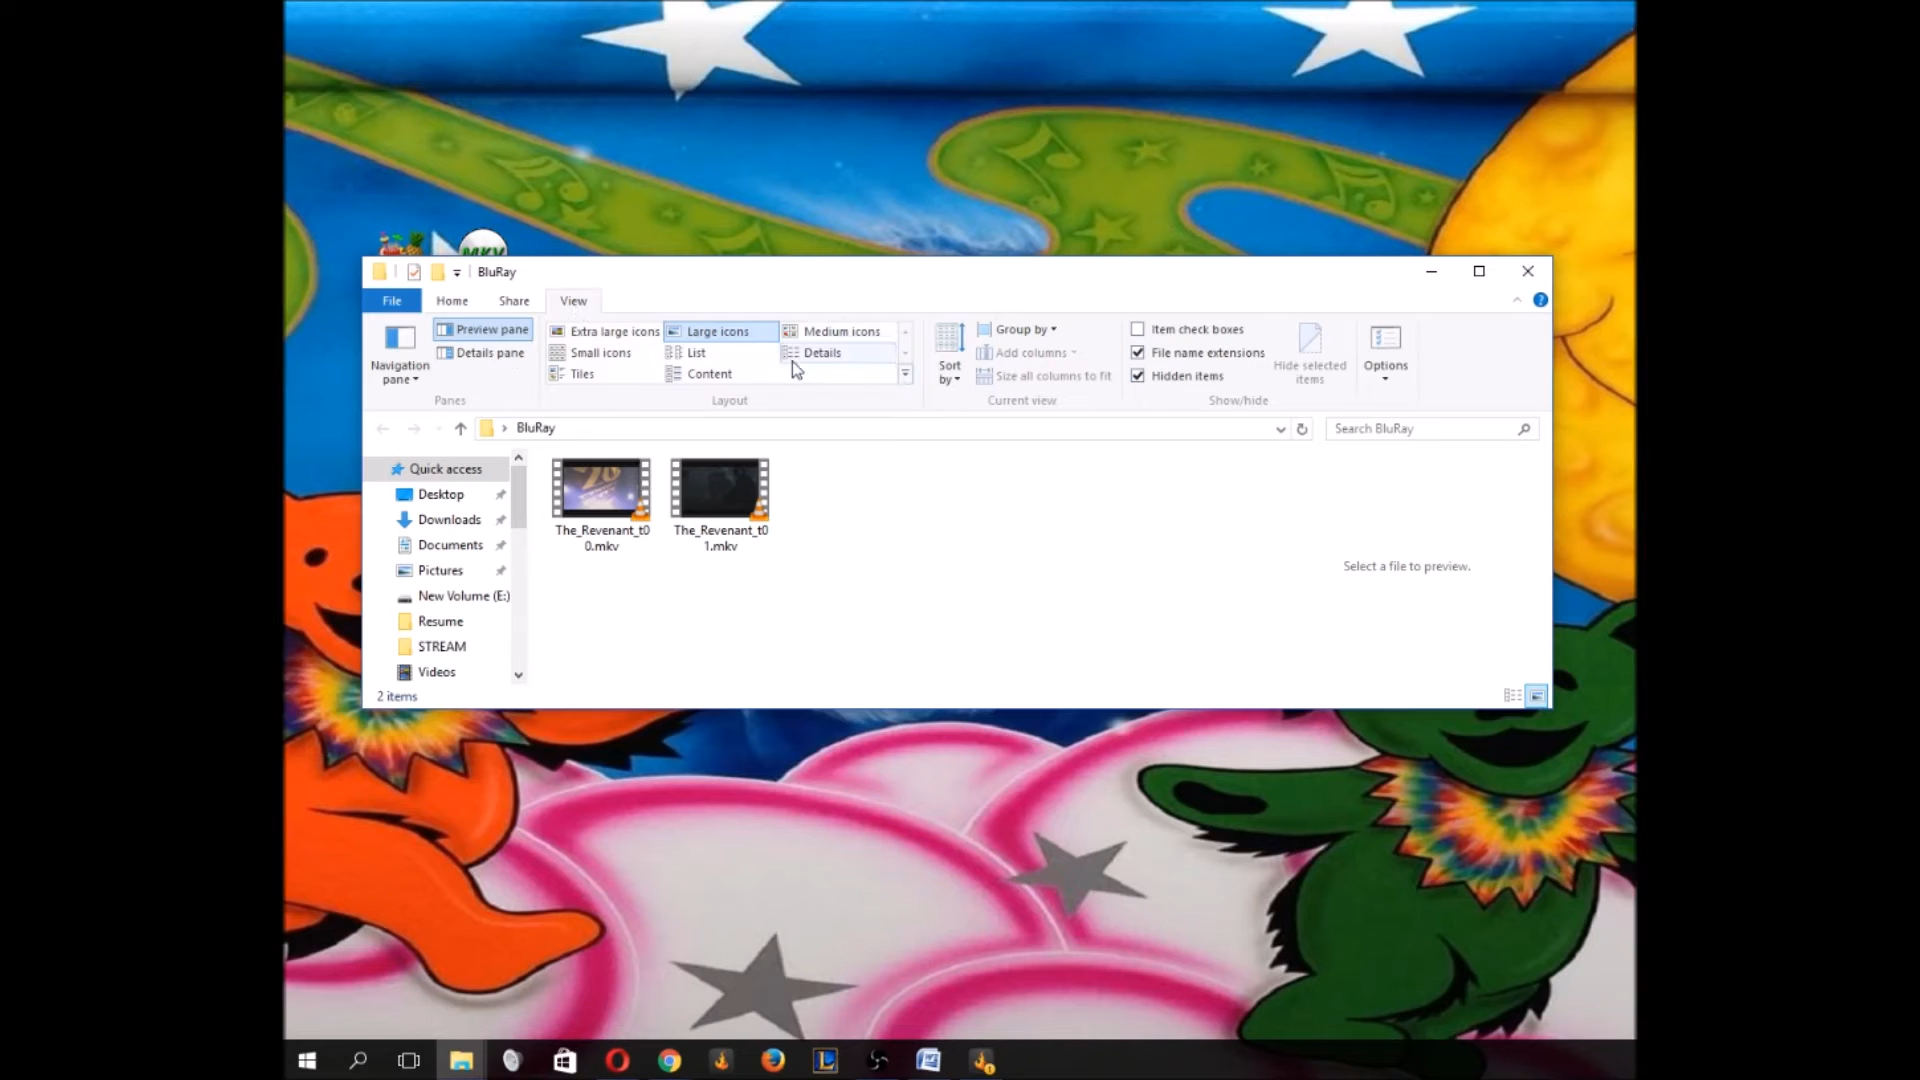 MKV
BluRay
File Home Share View
Navigation pane
Preview pane
Details pane
Panes
Extra large icons Large icons Medium icons
Small icons List Details
Tiles Content
Layout
Sort by
Group by
Add columns
Size all columns to fit
Current view
Item check boxes
File name extensions
Hidden items
Hide selected
items
Show/hide
Options
BluRay
Search BluRay
Quick access
Desktop
Downloads
Documents
Pictures
New Volume (E:)
Resume
STREAM
Videos
The_Revenant_t0
0.mkv
The_Revenant_t0
1.mkv
Select a file to preview.
2 items